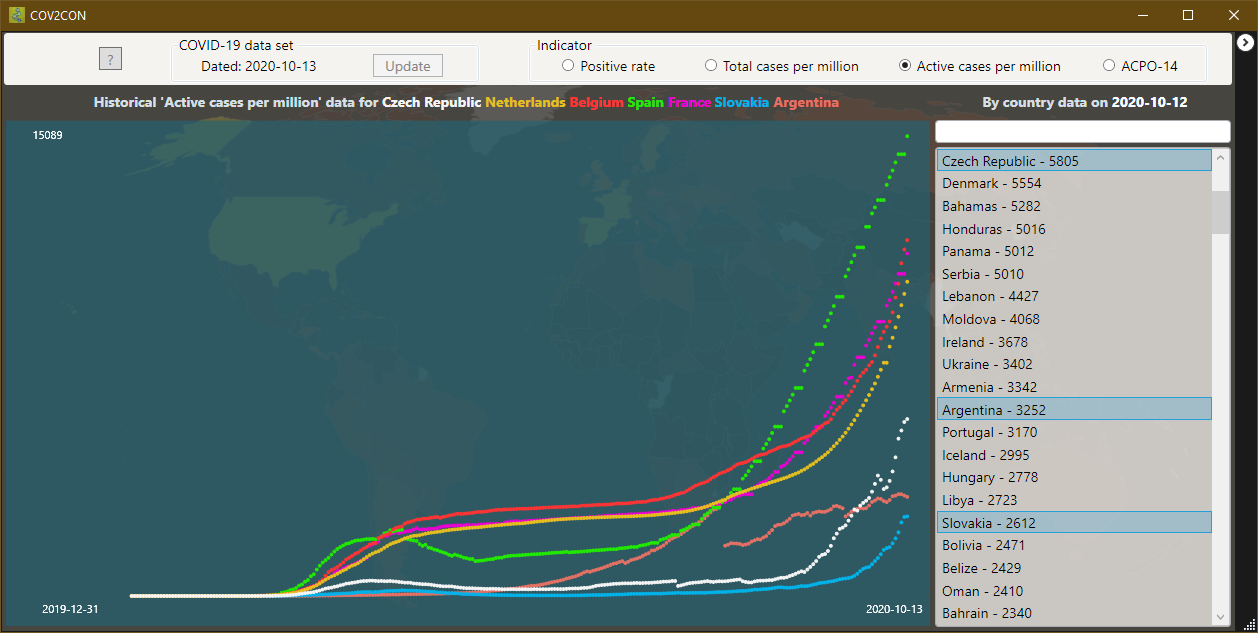 COV2CON
?
COVID-19 data set
Dated: 2020-10-13
Update
Indicator
Positive rate
Total cases per million
Active cases per million
ACPO-14
Historical 'Active cases per million' data for Czech Republic Netherlands Belgium Spain France Slovakia Argentina
By country data on 2020-10-12
15089
2019-12-31
2020-10-13
Czech Republic - 5805
Denmark - 5554
Bahamas - 5282
Honduras - 5016
Panama - 5012
Serbia - 5010
Lebanon - 4427
Moldova - 4068
Ireland - 3678
Ukraine - 3402
Armenia - 3342
Argentina - 3252
Portugal - 3170
Iceland - 2995
Hungary - 2778
Libya - 2723
Slovakia - 2612
Bolivia - 2471
Belize - 2429
Oman - 2410
Bahrain - 2340